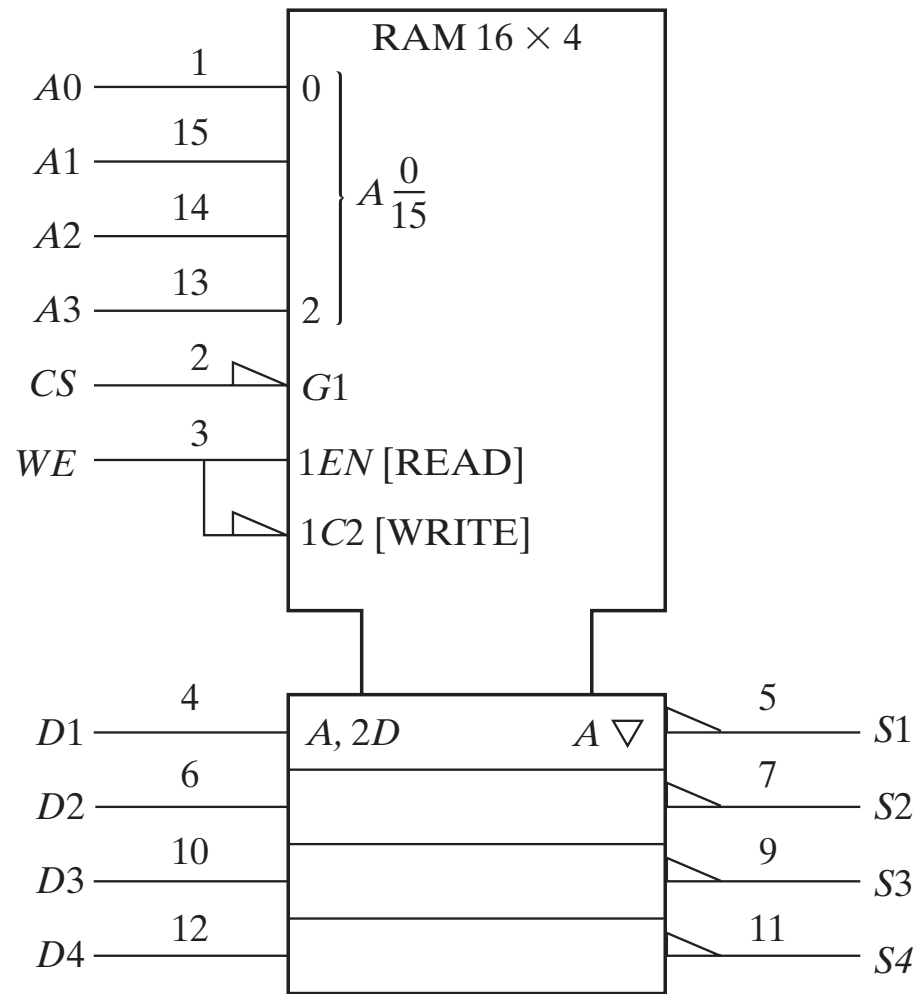 RAM 16 × 4
A0 1 0
A1 15
A 0/15
A2 14
A3 13 2
CS 2 G1
WE 3 1EN [READ]
1C2 [WRITE]
D1 4 A, 2D A ▽ 5 S1
D2 6 7 S2
D3 10 9 S3
D4 12 11 S4